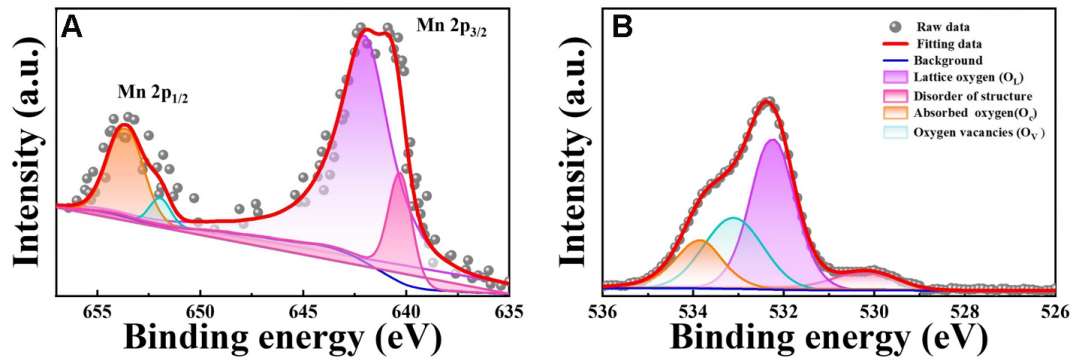 A
Mn 2p3/2
Mn 2p1/2
Intensity (a.u.)
655 650 645 640 635
Binding energy (eV)
B
Raw data
Fitting data
Background
Lattice oxygen (OL)
Disorder of structure
Absorbed oxygen(Oc)
Oxygen vacancies (OV)
Intensity (a.u.)
536 534 532 530 528 526
Binding energy (eV)